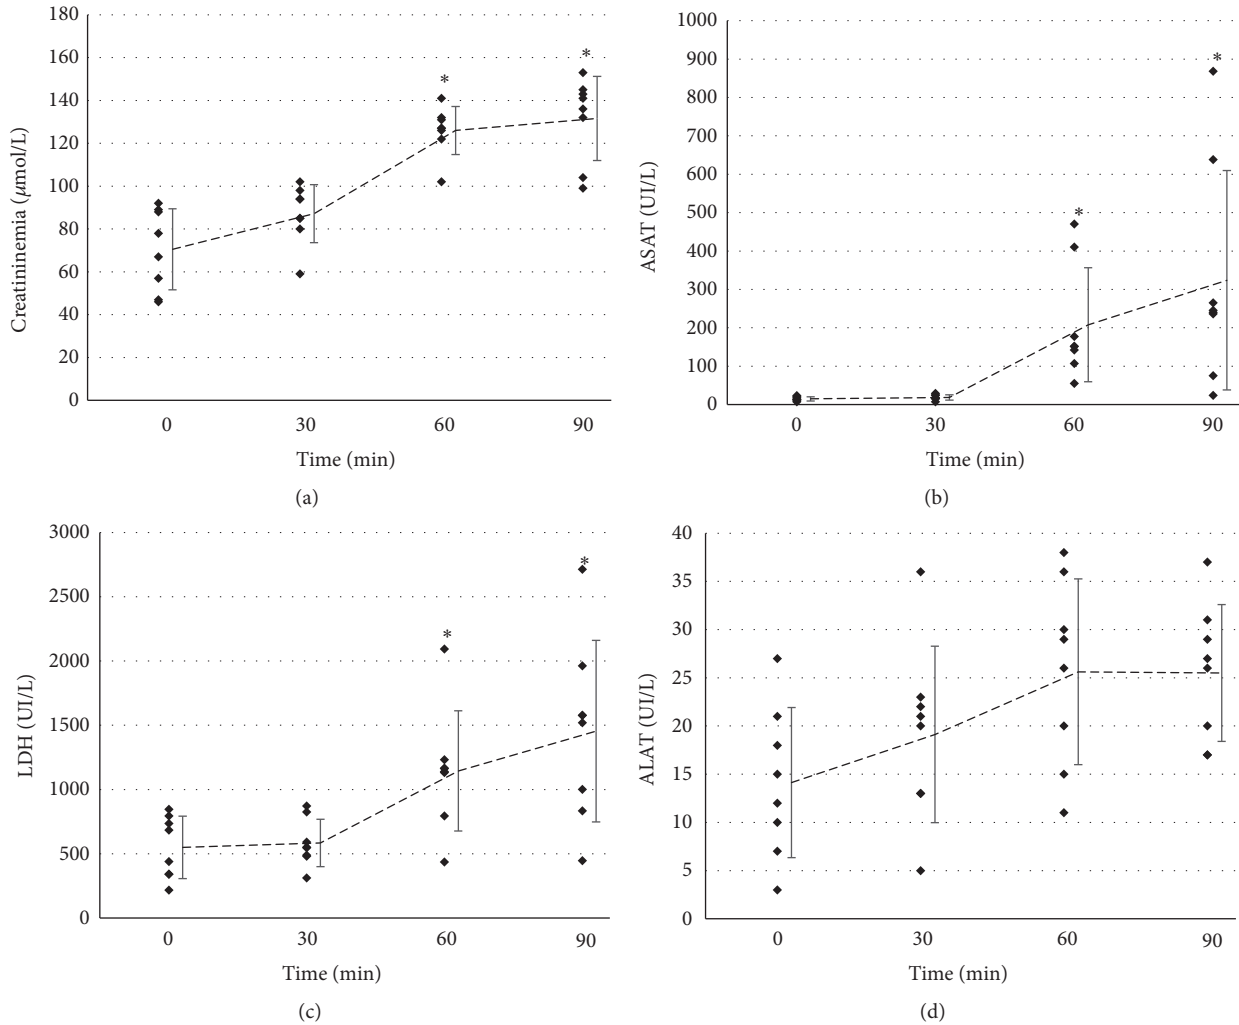 180
160
140
120
100
80
60
40
20
0
Creatininemia (μmol/L)
*
*
0 30 60 90
Time (min)
(a)
1000
900
800
700
600
500
400
300
200
100
0
ASAT (UI/L)
*
*
0 30 60 90
Time (min)
(b)
3000
2500
2000
1500
1000
500
0
LDH (UI/L)
*
*
0 30 60 90
Time (min)
(c)
40
35
30
25
20
15
10
5
0
ALAT (UI/L)
0 30 60 90
Time (min)
(d)